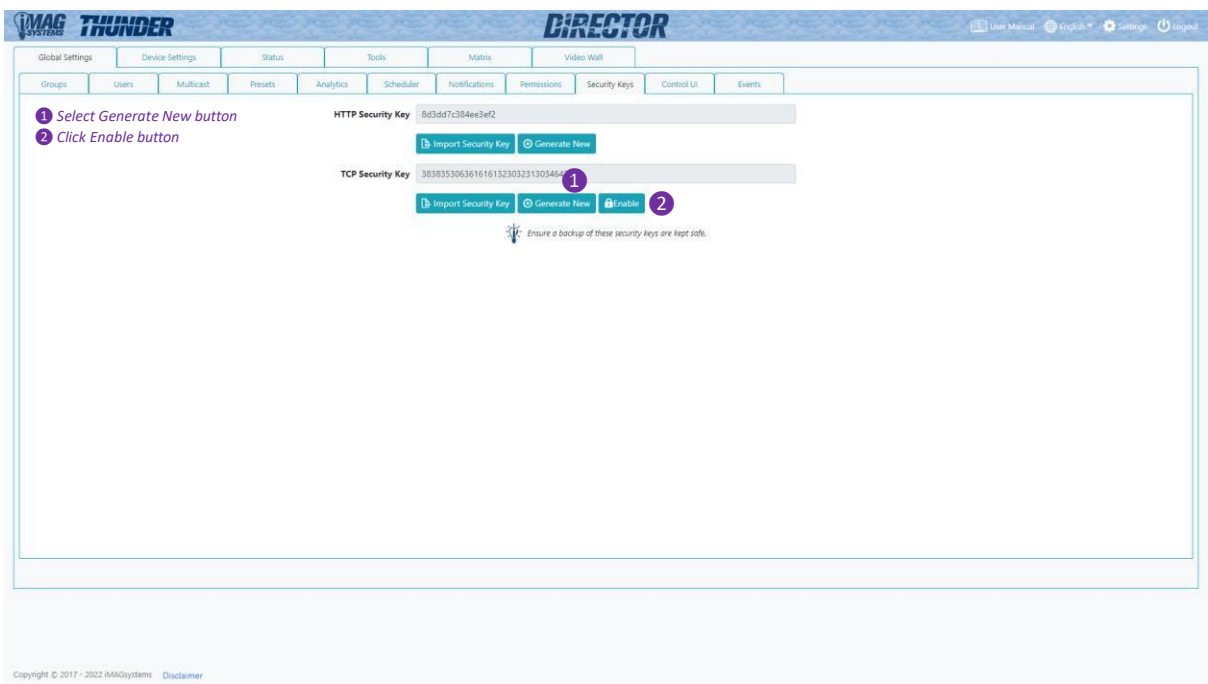 iMAG SYSTEMS THUNDER DiRECTOR User Manual English Settings Logout
Global Settings Device Settings Status Tools Matrix Video Wall
Groups Users Multicast Presets Analytics Scheduler Notifications Permissions Security Keys Control UI Events
1 Select Generate New button
2 Click Enable button
HTTP Security Key 8d3dd7c384ee3ef2
Import Security Key Generate New
TCP Security Key
1
Import Security Key Generate New Enable 2
Ensure a backup of these security keys are kept safe.
Copyright © 2017 - 2022 iMAGsystems Disclaimer